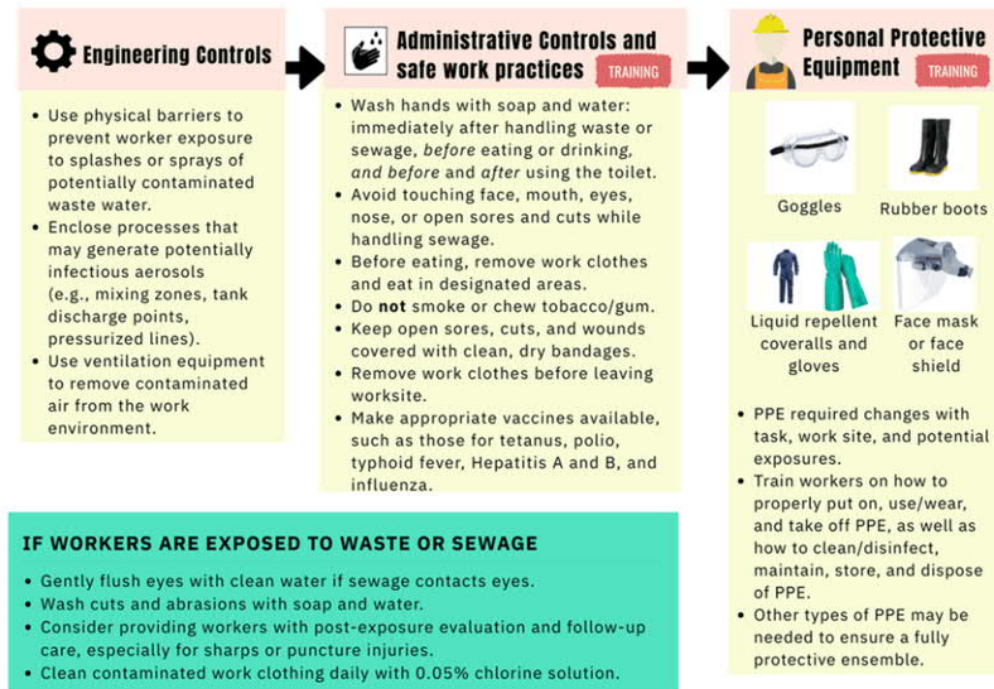 Engineering Controls
• Use physical barriers to
prevent worker exposure
to splashes or sprays of
potentially contaminated
waste water.
• Enclose processes that
may generate potentially
infectious aerosols
(e.g., mixing zones, tank
discharge points,
pressurized lines).
• Use ventilation equipment
to remove contaminated
air from the work
environment.
Administrative Controls and
safe work practices TRAINING
• Wash hands with soap and water:
immediately after handling waste or
sewage, before eating or drinking,
and before and after using the toilet.
• Avoid touching face, mouth, eyes,
nose, or open sores and cuts while
handling sewage.
• Before eating, remove work clothes
and eat in designated areas.
• Do not smoke or chew tobacco/gum.
• Keep open sores, cuts, and wounds
covered with clean, dry bandages.
• Remove work clothes before leaving
worksite.
• Make appropriate vaccines available,
such as those for tetanus, polio,
typhoid fever, Hepatitis A and B, and
influenza.
Personal Protective
Equipment TRAINING
Goggles
Rubber boots
Liquid repellent
coveralls and
gloves
Face mask
or face
shield
• PPE required changes with
task, work site, and potential
exposures.
• Train workers on how to
properly put on, use/wear,
and take off PPE, as well as
how to clean/disinfect,
maintain, store, and dispose
of PPE.
• Other types of PPE may be
needed to ensure a fully
protective ensemble.
IF WORKERS ARE EXPOSED TO WASTE OR SEWAGE
• Gently flush eyes with clean water if sewage contacts eyes.
• Wash cuts and abrasions with soap and water.
• Consider providing workers with post-exposure evaluation and follow-up
care, especially for sharps or puncture injuries.
• Clean contaminated work clothing daily with 0.05% chlorine solution.